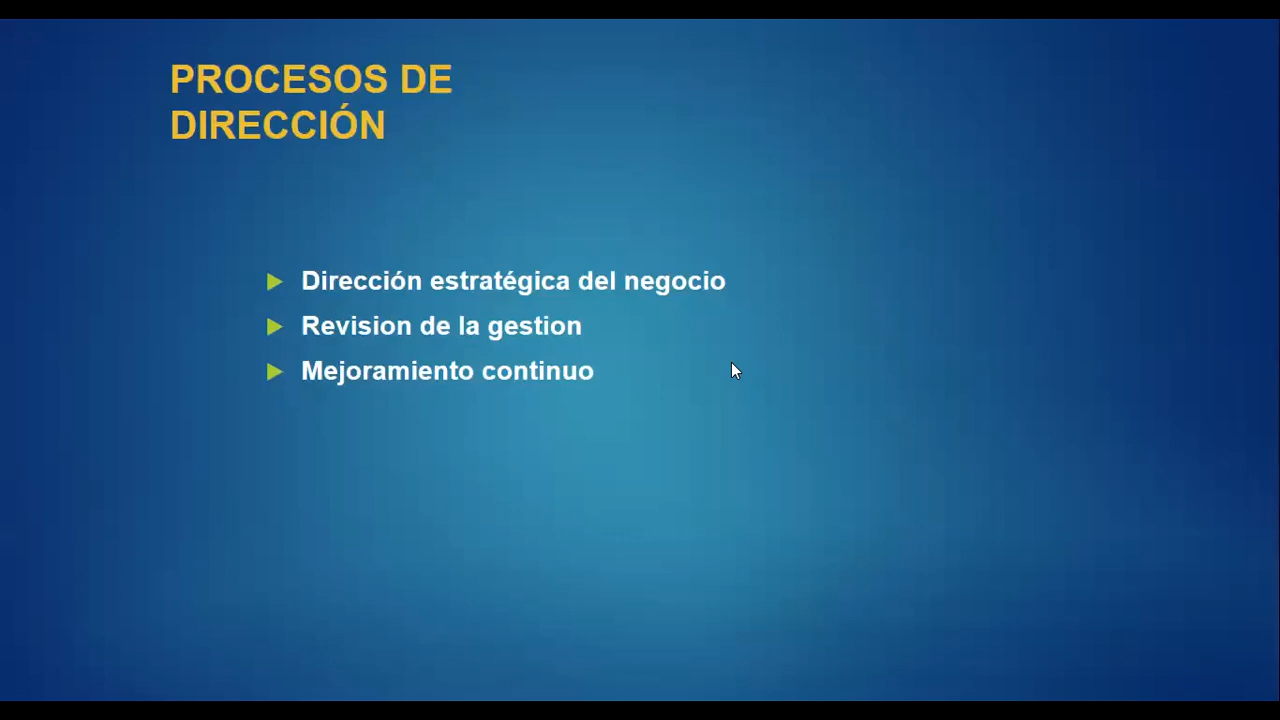 PROCESOS DE
DIRECCIÓN
Dirección estratégica del negocio
Revision de la gestion
Mejoramiento continuo